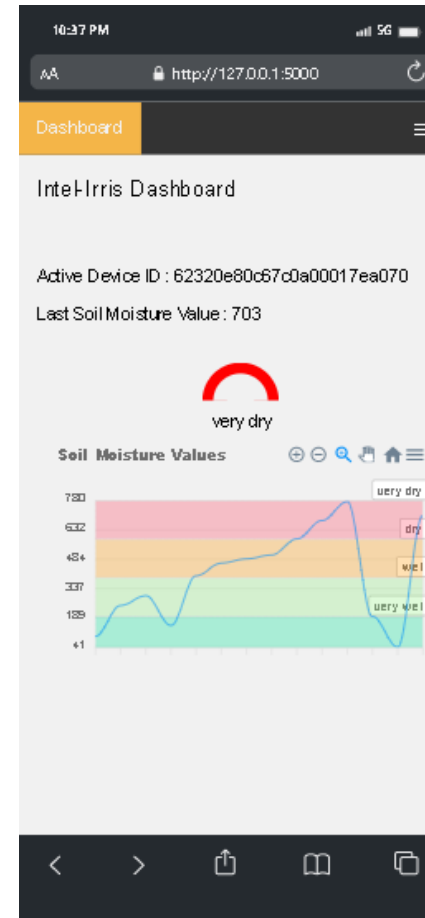 10:37 PM 5G
AA http://127.0.0.1:5000
Dashboard
Intel-Irris Dashboard
Active Device ID : 62320e80c67c0a00017ea070
Last Soil Moisture Value : 703
very dry
Soil Moisture Values
780
very dry
632
dry
484
wet
337
189
very wet
41